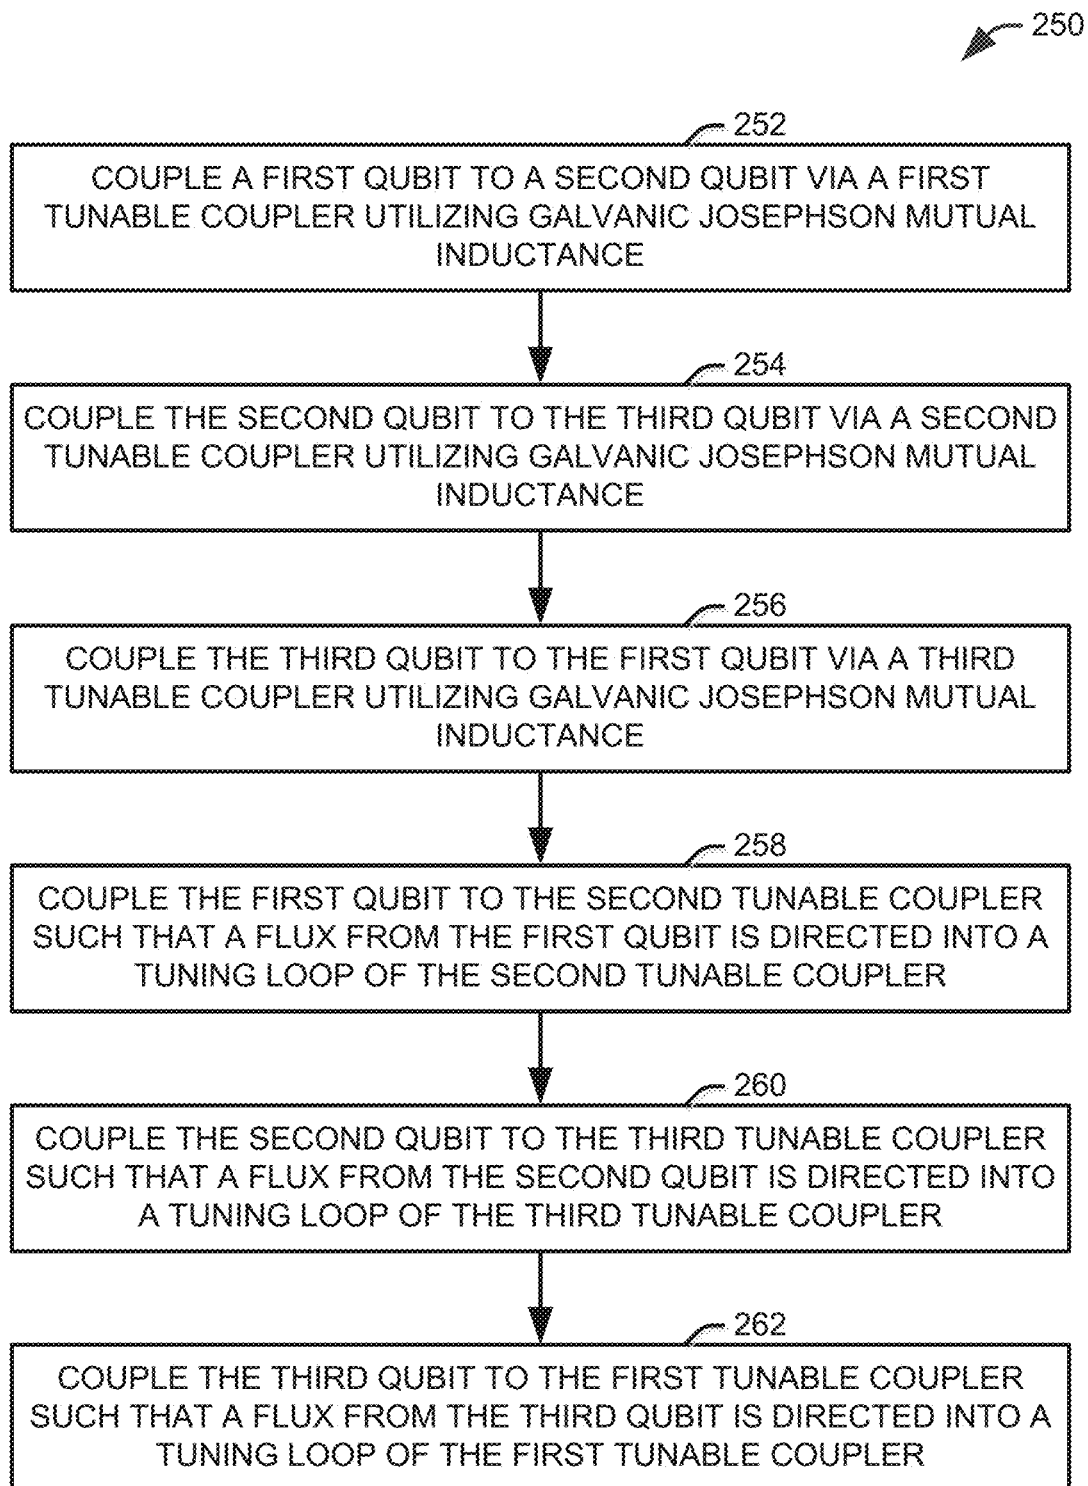 250
252
COUPLE A FIRST QUBIT TO A SECOND QUBIT VIA A FIRST
TUNABLE COUPLER UTILIZING GALVANIC JOSEPHSON MUTUAL
INDUCTANCE
254
COUPLE THE SECOND QUBIT TO THE THIRD QUBIT VIA A SECOND
TUNABLE COUPLER UTILIZING GALVANIC JOSEPHSON MUTUAL
INDUCTANCE
256
COUPLE THE THIRD QUBIT TO THE FIRST QUBIT VIA A THIRD
TUNABLE COUPLER UTILIZING GALVANIC JOSEPHSON MUTUAL
INDUCTANCE
258
COUPLE THE FIRST QUBIT TO THE SECOND TUNABLE COUPLER
SUCH THAT A FLUX FROM THE FIRST QUBIT IS DIRECTED INTO A
TUNING LOOP OF THE SECOND TUNABLE COUPLER
260
COUPLE THE SECOND QUBIT TO THE THIRD TUNABLE COUPLER
SUCH THAT A FLUX FROM THE SECOND QUBIT IS DIRECTED INTO
A TUNING LOOP OF THE THIRD TUNABLE COUPLER
262
COUPLE THE THIRD QUBIT TO THE FIRST TUNABLE COUPLER
SUCH THAT A FLUX FROM THE THIRD QUBIT IS DIRECTED INTO A
TUNING LOOP OF THE FIRST TUNABLE COUPLER